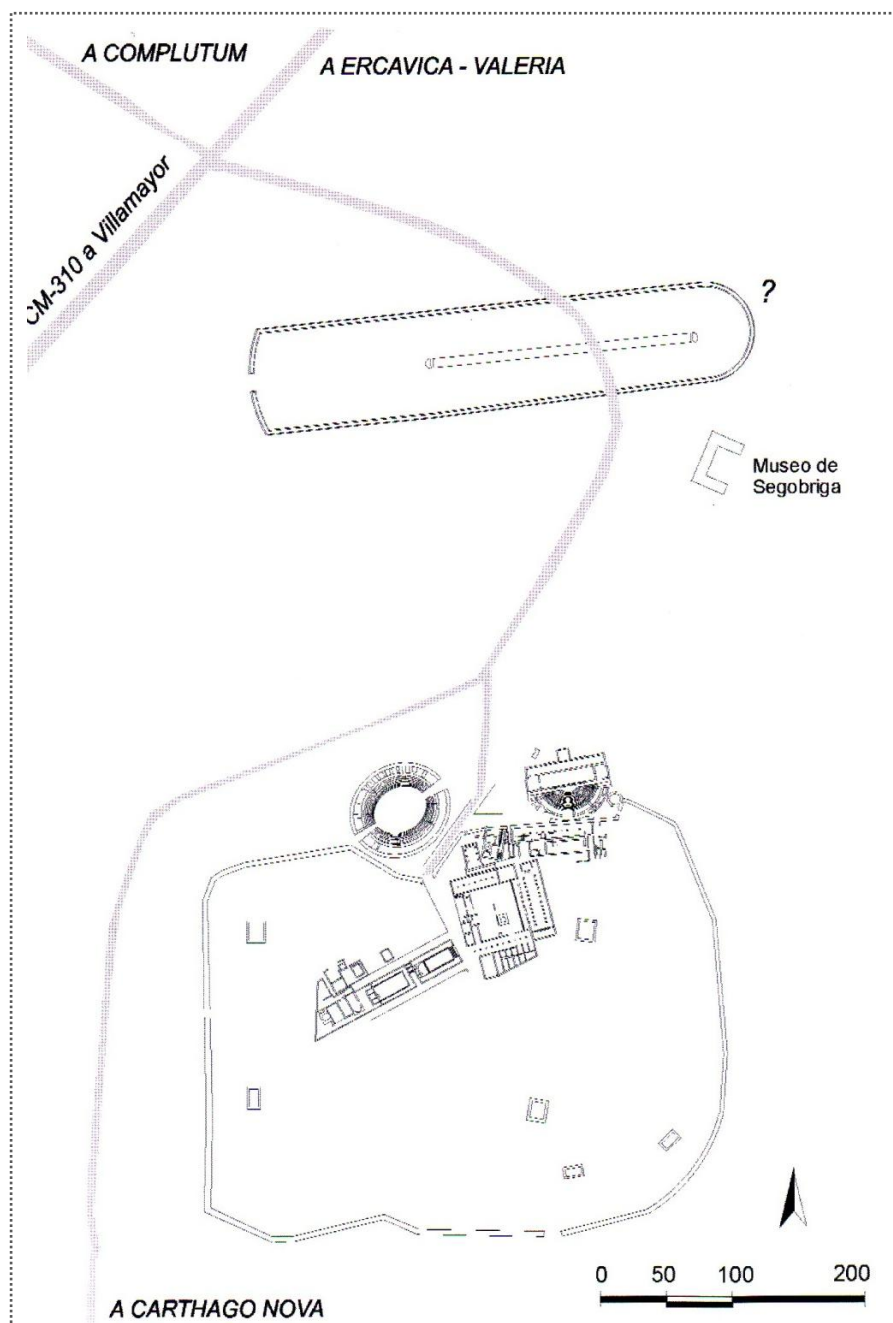 A COMPLUTUM
A ERCAVICA - VALERIA
CM-310 a Villamayor
?
Museo de
Segobriga
0 50 100 200
A CARTHAGO NOVA